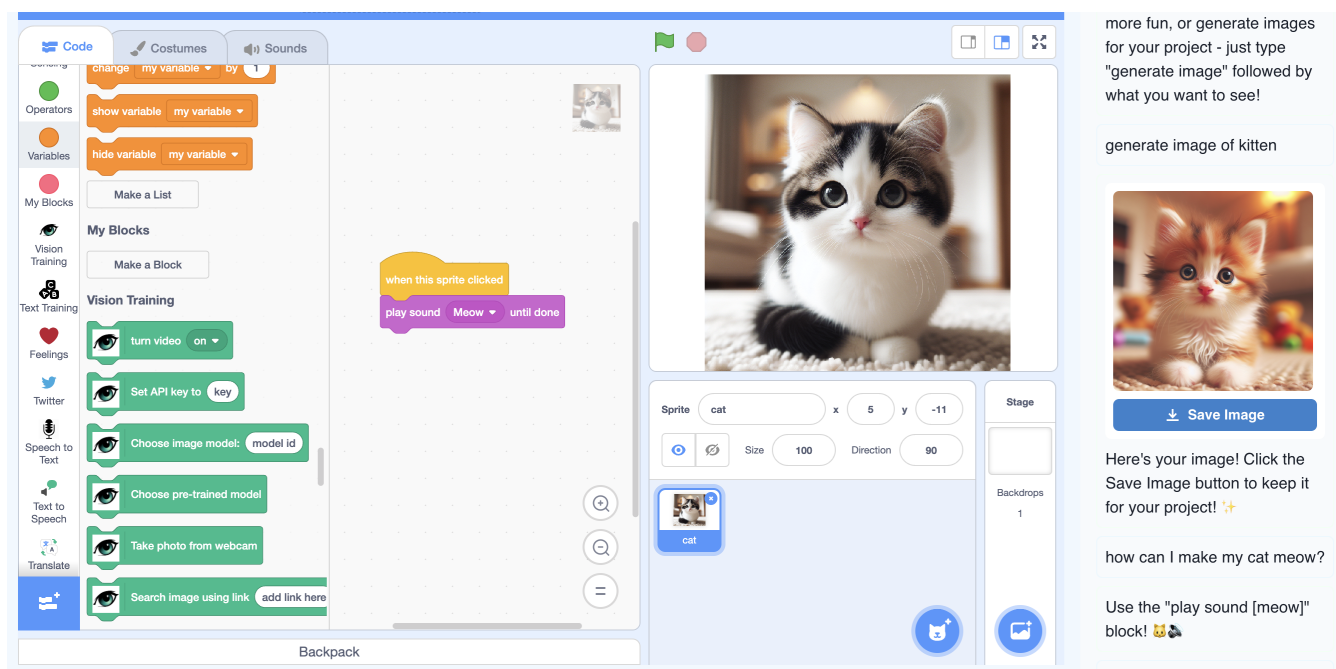 Code
Costumes
Sounds
Operators
Variables
My Blocks
Vision
Training
Text Training
Feelings
Twitter
Speech to
Text
Text to
Speech
Translate
change my variable by 1
show variable my variable
hide variable my variable
Make a List
My Blocks
Make a Block
Vision Training
turn video on
Set API key to key
Choose image model: model id
Choose pre-trained model
Take photo from webcam
Search image using link add link here
when this sprite clicked
play sound Meow until done
Backpack
Sprite cat x 5 y -11
Size 100 Direction 90
cat
Stage
Backdrops
1
more fun, or generate images
for your project - just type
"generate image" followed by
what you want to see!
generate image of kitten
Save Image
Here's your image! Click the
Save Image button to keep it
for your project! ✨
how can I make my cat meow?
Use the "play sound [meow]"
block! 🐱🔊